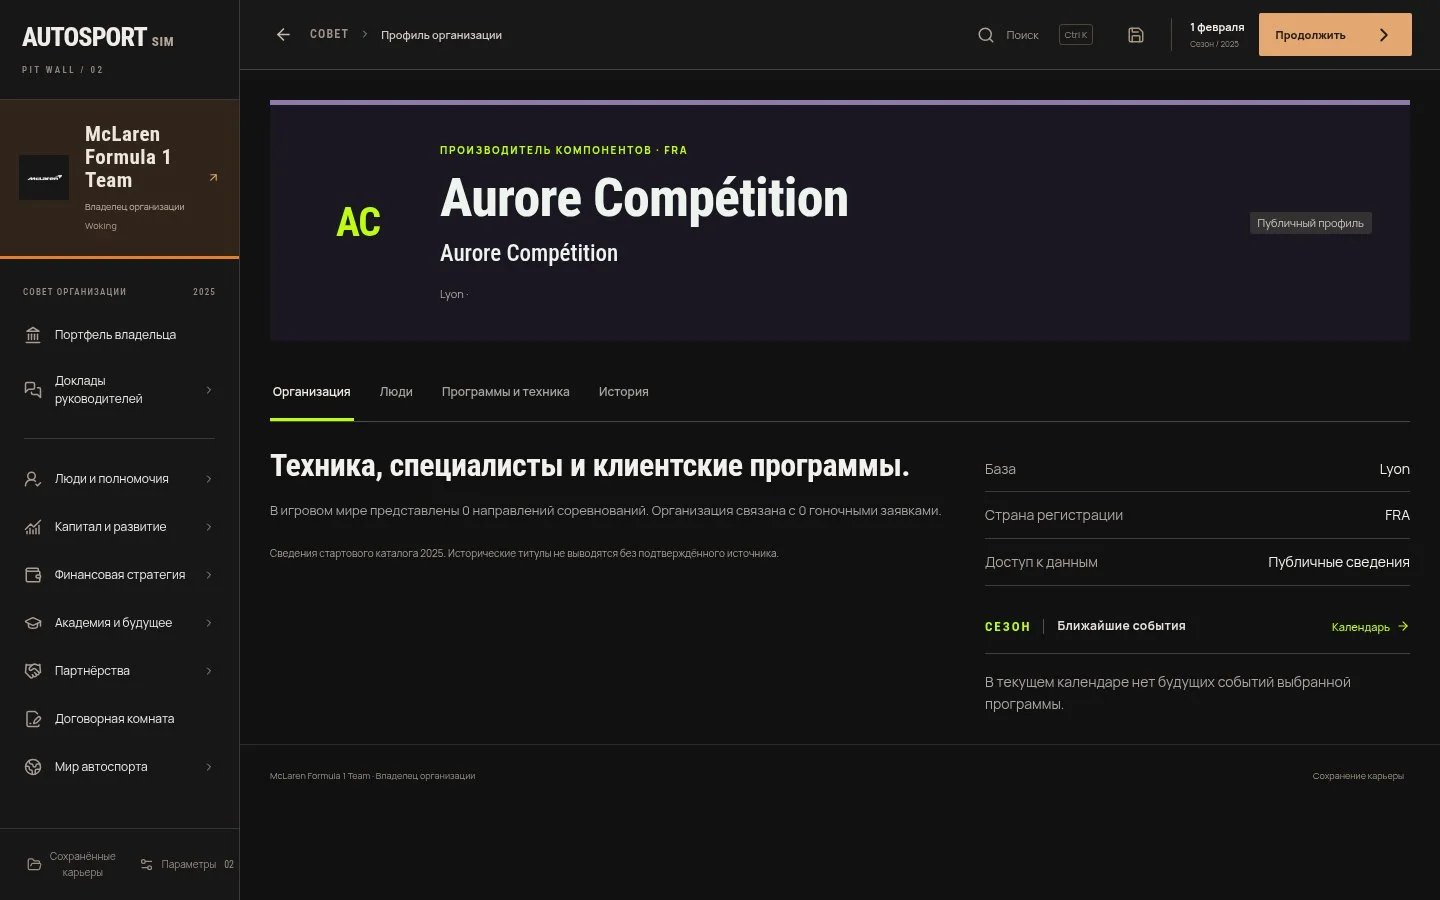 AUTOSPORT SIM
PIT WALL / 02
McLaren
Formula 1
Team
Владелец организации
Woking
СОВЕТ ОРГАНИЗАЦИИ 2025
Портфель владельца
Доклады
руководителей
Люди и полномочия
Капитал и развитие
Финансовая стратегия
Академия и будущее
Партнёрства
Договорная комната
Мир автоспорта
Сохранённые
карьеры
Параметры 02
СОВЕТ Профиль организации
Поиск Ctrl K
1 февраля
Сезон / 2025
Продолжить
AC
ПРОИЗВОДИТЕЛЬ КОМПОНЕНТОВ · FRA
Aurore Compétition
Aurore Compétition
Lyon ·
Публичный профиль
Организация Люди Программы и техника История
Техника, специалисты и клиентские программы.
В игровом мире представлены 0 направлений соревнований. Организация связана с 0 гоночными заявками.
Сведения стартового каталога 2025. Исторические титулы не выводятся без подтверждённого источника.
База Lyon
Страна регистрации FRA
Доступ к данным Публичные сведения
СЕЗОН Ближайшие события Календарь
В текущем календаре нет будущих событий выбранной
программы.
McLaren Formula 1 Team · Владелец организации
Сохранение карьеры